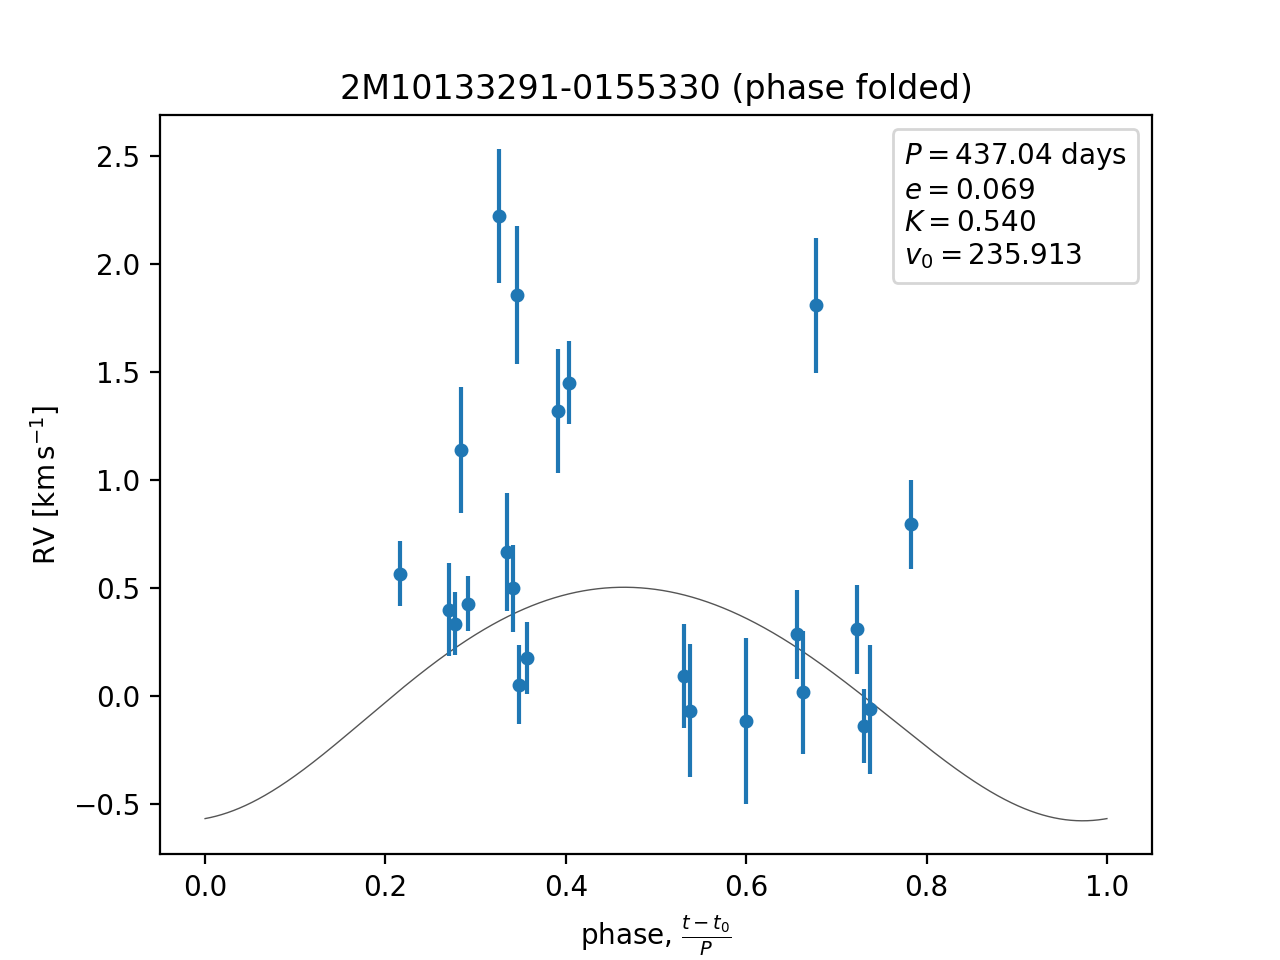 2M10133291-0155330 (phase folded)
P = 437.04 days
e = 0.069
K = 0.540
v₀ = 235.913
2.5
2.0
1.5
1.0
0.5
0.0
−0.5
RV [km s⁻¹]
0.0 0.2 0.4 0.6 0.8 1.0
phase, (t − t₀)/P